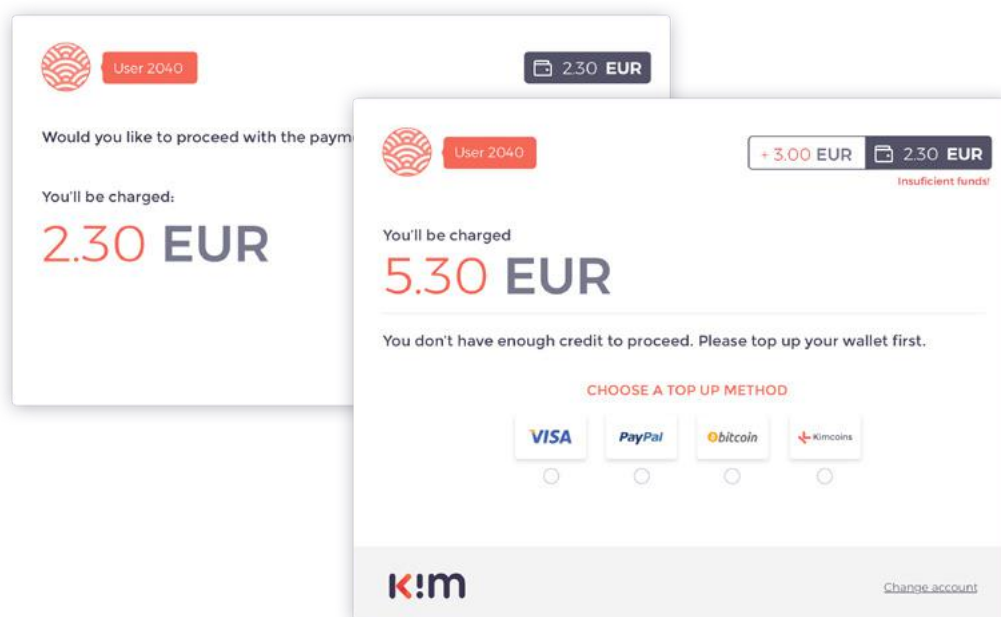 User 2040
2.30 EUR
Would you like to proceed with the paym
You'll be charged:
2.30 EUR
User 2040
+ 3.00 EUR
2.30 EUR
Insuficient funds!
You'll be charged
5.30 EUR
You don't have enough credit to proceed. Please top up your wallet first.
CHOOSE A TOP UP METHOD
VISA
PayPal
bitcoin
Kimcoins
K!m
Change account